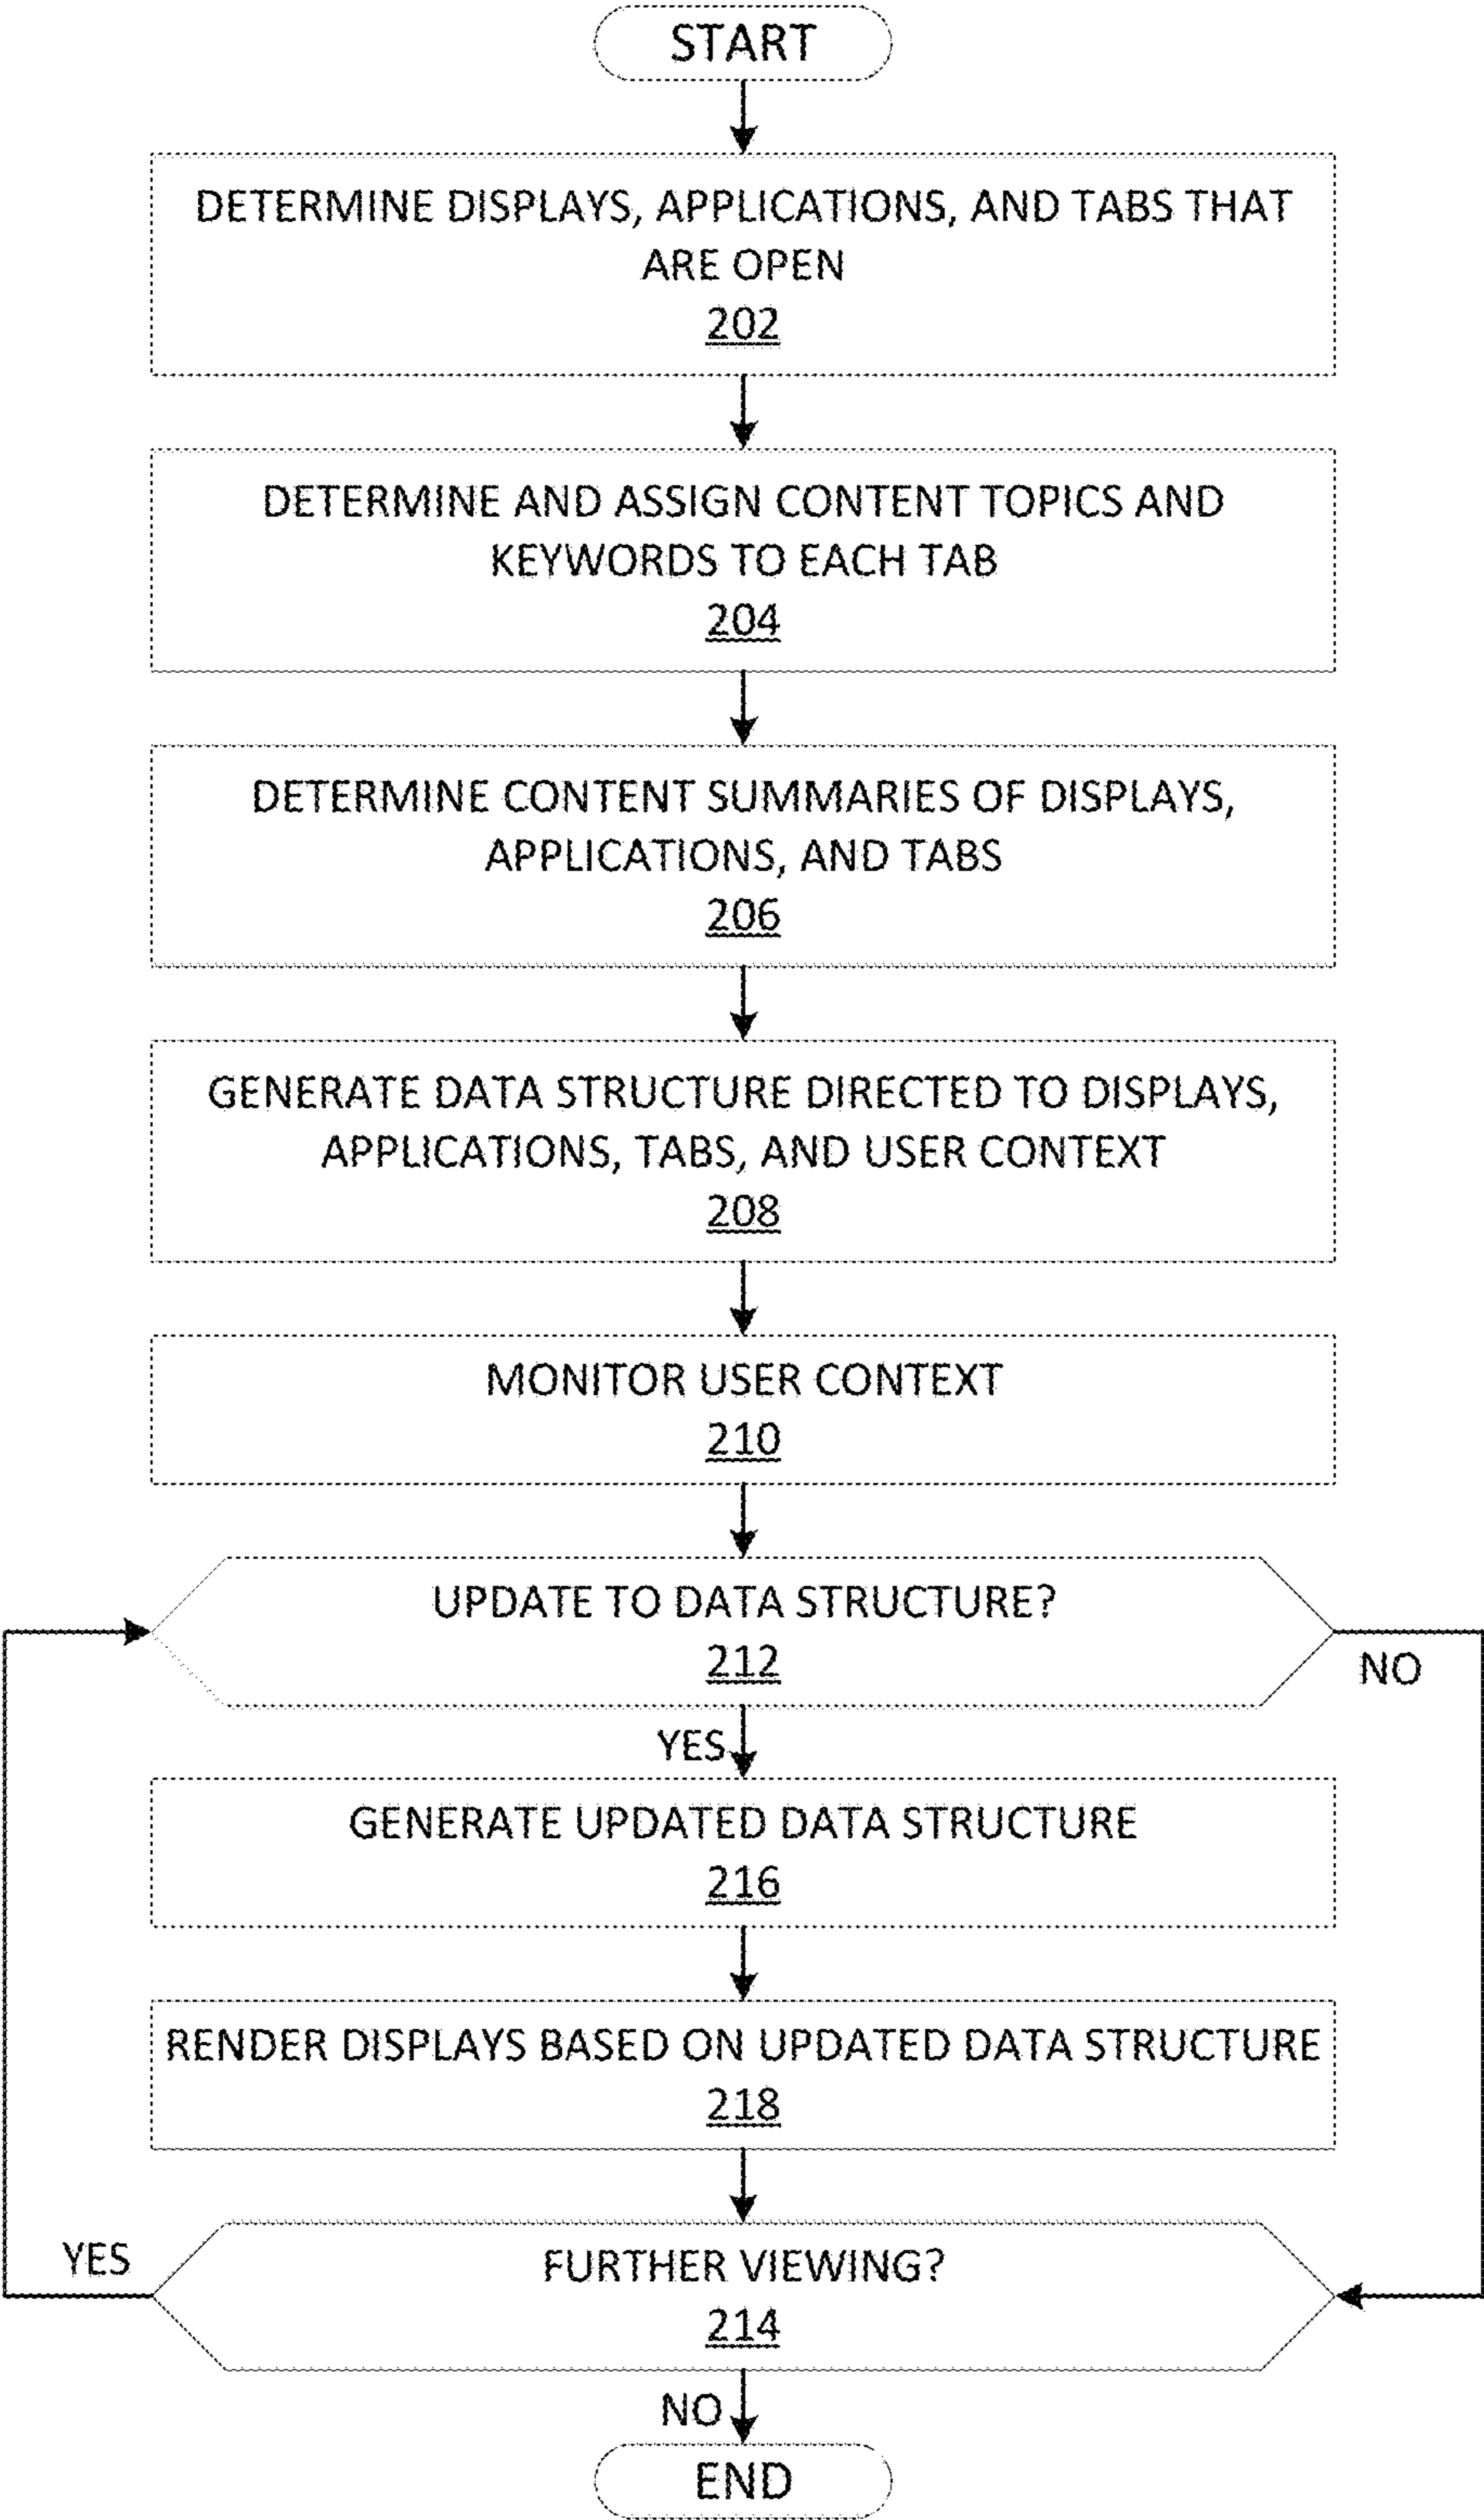 START
DETERMINE DISPLAYS, APPLICATIONS, AND TABS THAT
ARE OPEN
202
DETERMINE AND ASSIGN CONTENT TOPICS AND
KEYWORDS TO EACH TAB
204
DETERMINE CONTENT SUMMARIES OF DISPLAYS,
APPLICATIONS, AND TABS
206
GENERATE DATA STRUCTURE DIRECTED TO DISPLAYS,
APPLICATIONS, TABS, AND USER CONTEXT
208
MONITOR USER CONTEXT
210
UPDATE TO DATA STRUCTURE?
212
NO
YES
GENERATE UPDATED DATA STRUCTURE
216
RENDER DISPLAYS BASED ON UPDATED DATA STRUCTURE
218
YES
FURTHER VIEWING?
214
NO
END